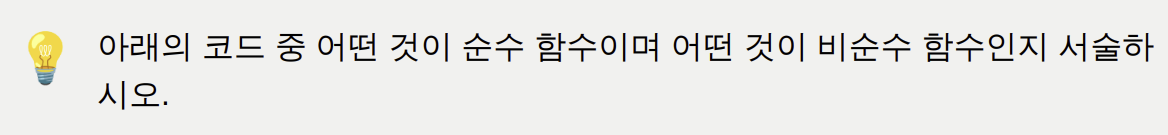 아래의 코드 중 어떤 것이 순수 함수이며 어떤 것이 비순수 함수인지 서술하
시오.